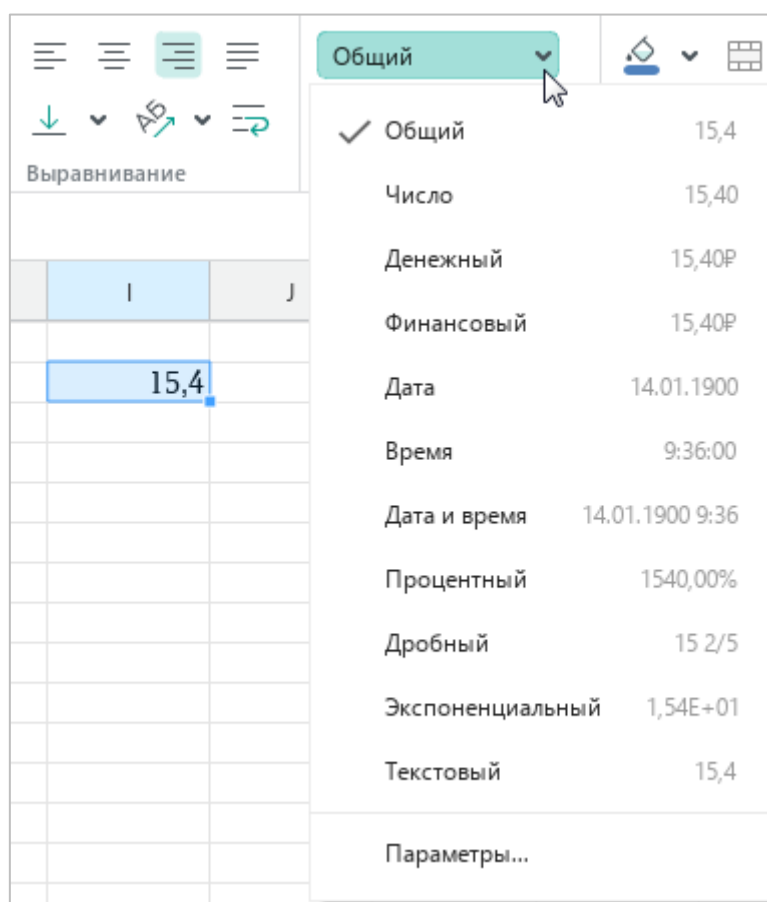 Общий
АБ
Выравнивание
Общий 15,4
Число 15,40
Денежный 15,40₽
Финансовый 15,40₽
Дата 14.01.1900
Время 9:36:00
Дата и время 14.01.1900 9:36
Процентный 1540,00%
Дробный 15 2/5
Экспоненциальный 1,54E+01
Текстовый 15,4
Параметры...
I J
15,4